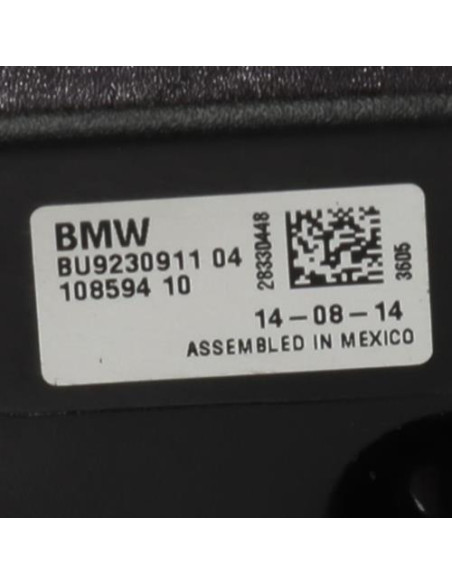 BMW
BU9230911 04
108594 10
28330448
3605
14-08-14
ASSEMBLED IN MEXICO